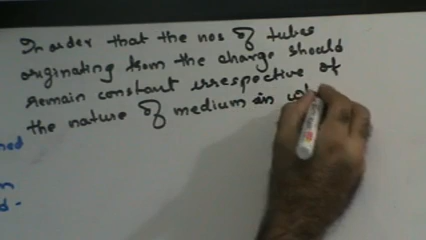 In order that the nos of tubes
originating from the charge should
remain constant irrespective of
the nature of medium in